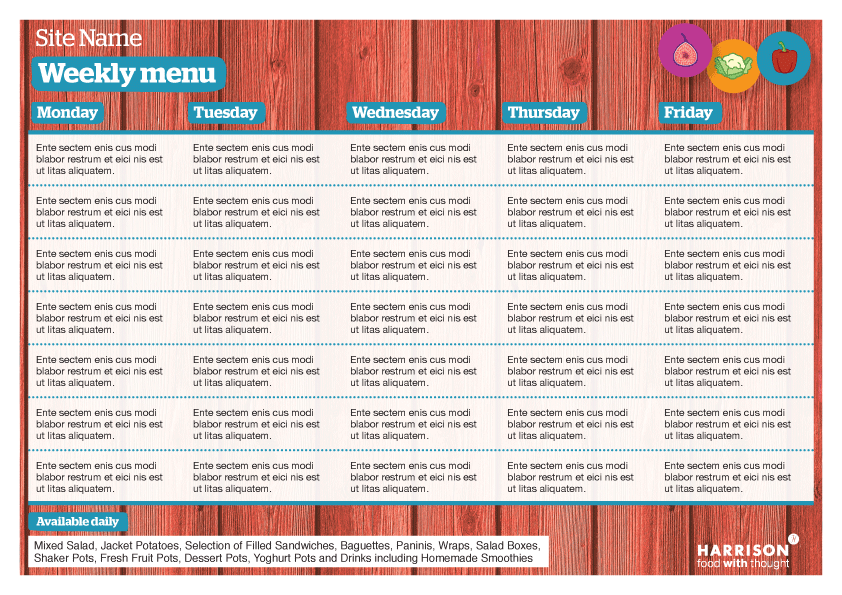 Site Name
Weekly menu
Monday
Tuesday
Wednesday
Thursday
Friday
Ente sectem enis cus modi
blabor restrum et eici nis est
ut litas aliquatem.
Ente sectem enis cus modi
blabor restrum et eici nis est
ut litas aliquatem.
Ente sectem enis cus modi
blabor restrum et eici nis est
ut litas aliquatem.
Ente sectem enis cus modi
blabor restrum et eici nis est
ut litas aliquatem.
Ente sectem enis cus modi
blabor restrum et eici nis est
ut litas aliquatem.
Ente sectem enis cus modi
blabor restrum et eici nis est
ut litas aliquatem.
Ente sectem enis cus modi
blabor restrum et eici nis est
ut litas aliquatem.
Ente sectem enis cus modi
blabor restrum et eici nis est
ut litas aliquatem.
Ente sectem enis cus modi
blabor restrum et eici nis est
ut litas aliquatem.
Ente sectem enis cus modi
blabor restrum et eici nis est
ut litas aliquatem.
Ente sectem enis cus modi
blabor restrum et eici nis est
ut litas aliquatem.
Ente sectem enis cus modi
blabor restrum et eici nis est
ut litas aliquatem.
Ente sectem enis cus modi
blabor restrum et eici nis est
ut litas aliquatem.
Ente sectem enis cus modi
blabor restrum et eici nis est
ut litas aliquatem.
Ente sectem enis cus modi
blabor restrum et eici nis est
ut litas aliquatem.
Ente sectem enis cus modi
blabor restrum et eici nis est
ut litas aliquatem.
Ente sectem enis cus modi
blabor restrum et eici nis est
ut litas aliquatem.
Ente sectem enis cus modi
blabor restrum et eici nis est
ut litas aliquatem.
Ente sectem enis cus modi
blabor restrum et eici nis est
ut litas aliquatem.
Ente sectem enis cus modi
blabor restrum et eici nis est
ut litas aliquatem.
Ente sectem enis cus modi
blabor restrum et eici nis est
ut litas aliquatem.
Ente sectem enis cus modi
blabor restrum et eici nis est
ut litas aliquatem.
Ente sectem enis cus modi
blabor restrum et eici nis est
ut litas aliquatem.
Ente sectem enis cus modi
blabor restrum et eici nis est
ut litas aliquatem.
Ente sectem enis cus modi
blabor restrum et eici nis est
ut litas aliquatem.
Ente sectem enis cus modi
blabor restrum et eici nis est
ut litas aliquatem.
Ente sectem enis cus modi
blabor restrum et eici nis est
ut litas aliquatem.
Ente sectem enis cus modi
blabor restrum et eici nis est
ut litas aliquatem.
Ente sectem enis cus modi
blabor restrum et eici nis est
ut litas aliquatem.
Ente sectem enis cus modi
blabor restrum et eici nis est
ut litas aliquatem.
Ente sectem enis cus modi
blabor restrum et eici nis est
ut litas aliquatem.
Ente sectem enis cus modi
blabor restrum et eici nis est
ut litas aliquatem.
Ente sectem enis cus modi
blabor restrum et eici nis est
ut litas aliquatem.
Ente sectem enis cus modi
blabor restrum et eici nis est
ut litas aliquatem.
Ente sectem enis cus modi
blabor restrum et eici nis est
ut litas aliquatem.
Available daily
Mixed Salad, Jacket Potatoes, Selection of Filled Sandwiches, Baguettes, Paninis, Wraps, Salad Boxes,
Shaker Pots, Fresh Fruit Pots, Dessert Pots, Yoghurt Pots and Drinks including Homemade Smoothies
HARRISON
food with thought